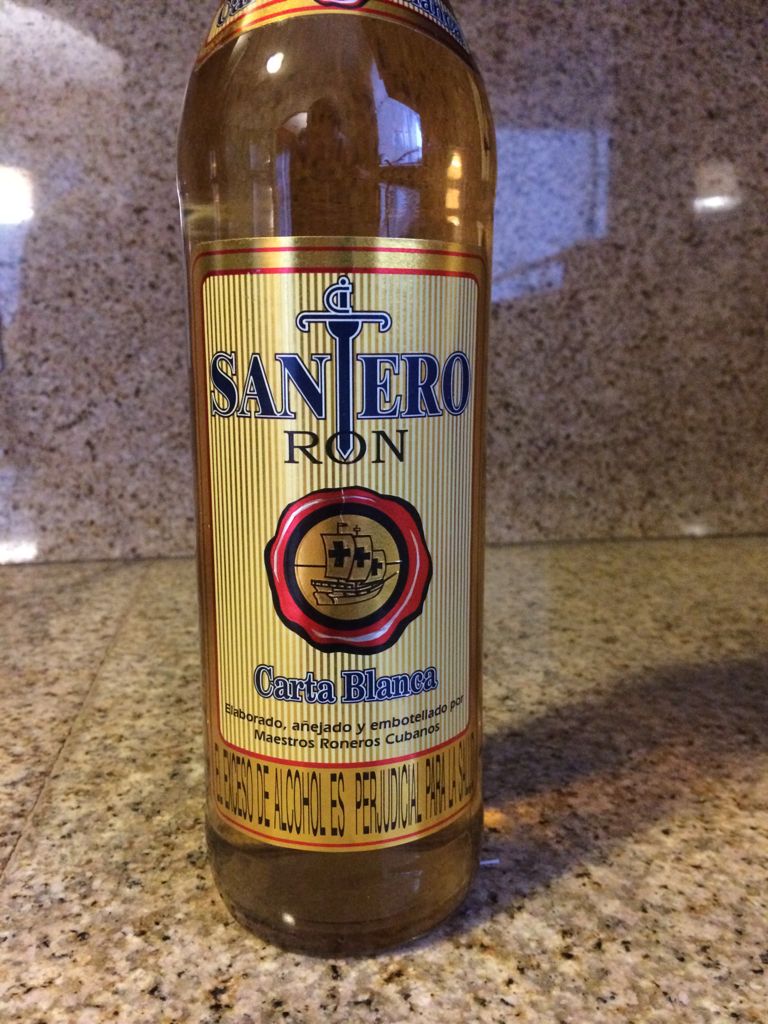 SANTERO
RON
Carta Blanca
Elaborado, añejado y embotellado por
Maestros Roneros Cubanos
EL EXCESO DE ALCOHOL ES PERJUDICIAL PARA LA SALUD